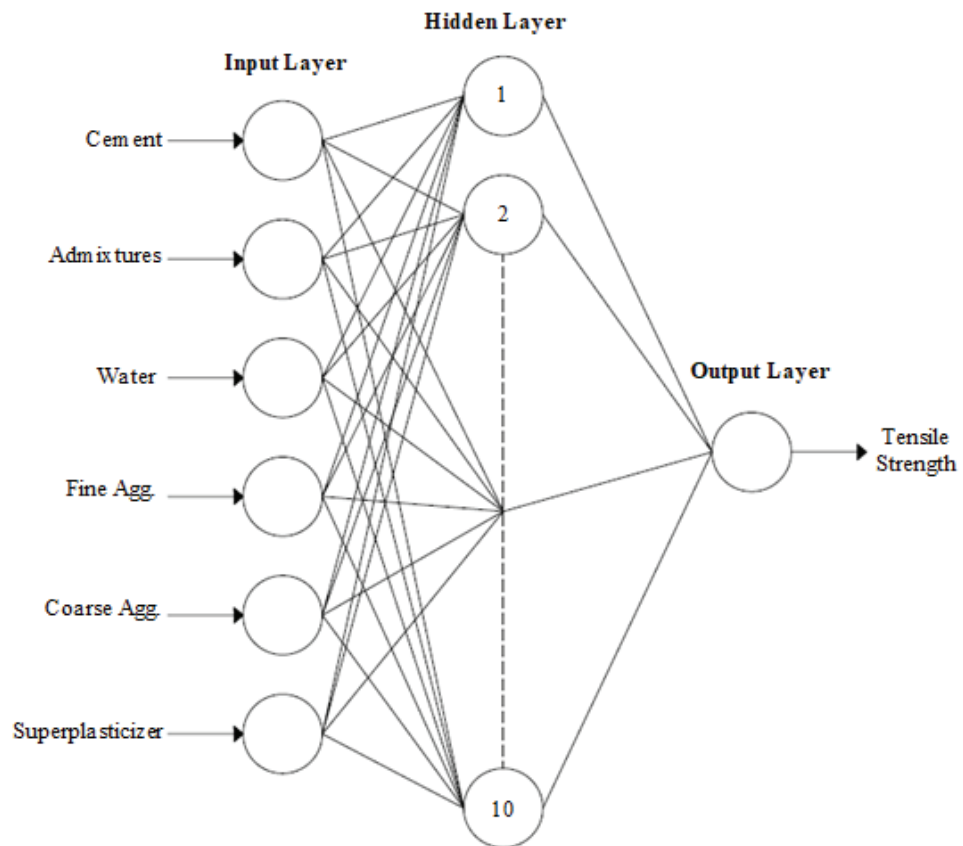 Hidden Layer
Input Layer
1
Cement
2
Admixtures
Water
Output Layer
Tensile
Strength
Fine Agg.
Coarse Agg.
Superplasticizer
10